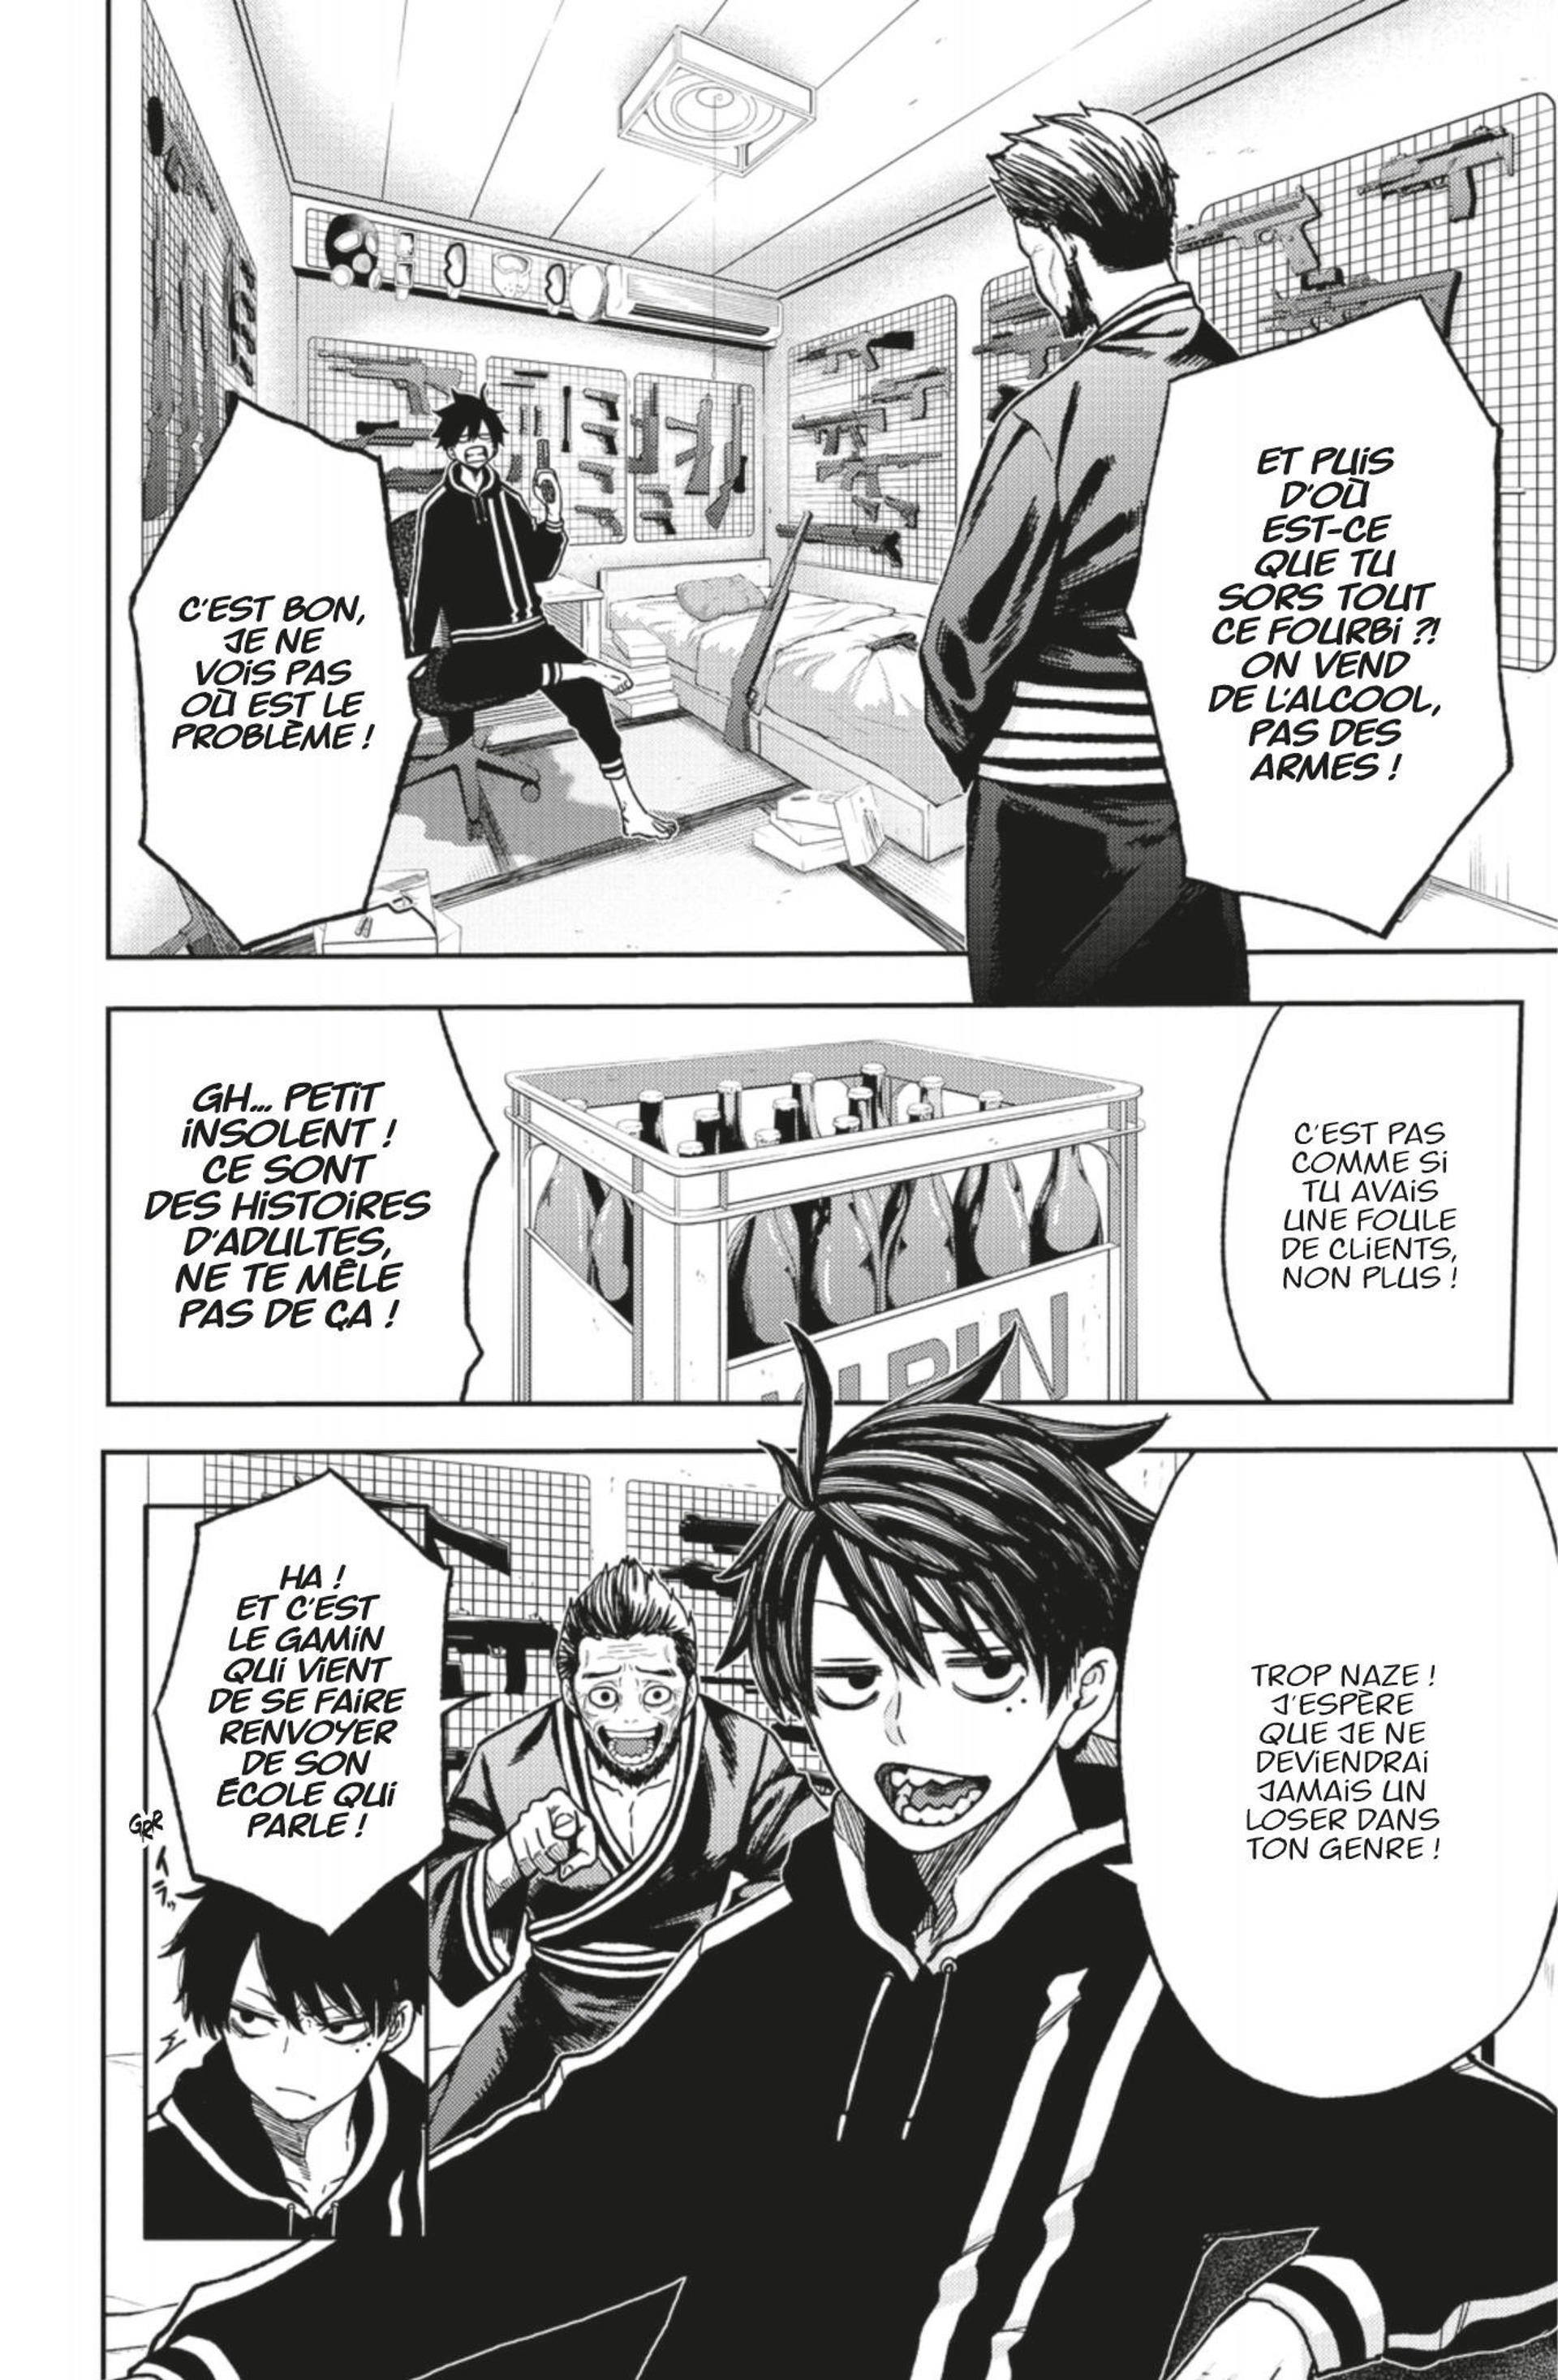 ET PUIS
D'OÙ
EST-CE
QUE TU
SORS TOUT
CE FOURBI ?!
ON VEND
DE L'ALCOOL,
PAS DES
ARMES !
C'EST BON,
JE NE
VOIS PAS
OÙ EST LE
PROBLÈME !
C'EST PAS
COMME SI
TU AVAIS
UNE FOULE
DE CLIENTS,
NON PLUS !
GH... PETIT
INSOLENT !
CE SONT
DES HISTOIRES
D'ADULTES,
NE TE MÊLE
PAS DE ÇA !
TROP NAZE !
J'ESPÈRE
QUE JE NE
DEVIENDRAI
JAMAIS UN
LOSER DANS
TON GENRE !
HA !
ET C'EST
LE GAMIN
QUI VIENT
DE SE FAIRE
RENVOYER
DE SON
ÉCOLE QUI
PARLE !
GRR
イラッ